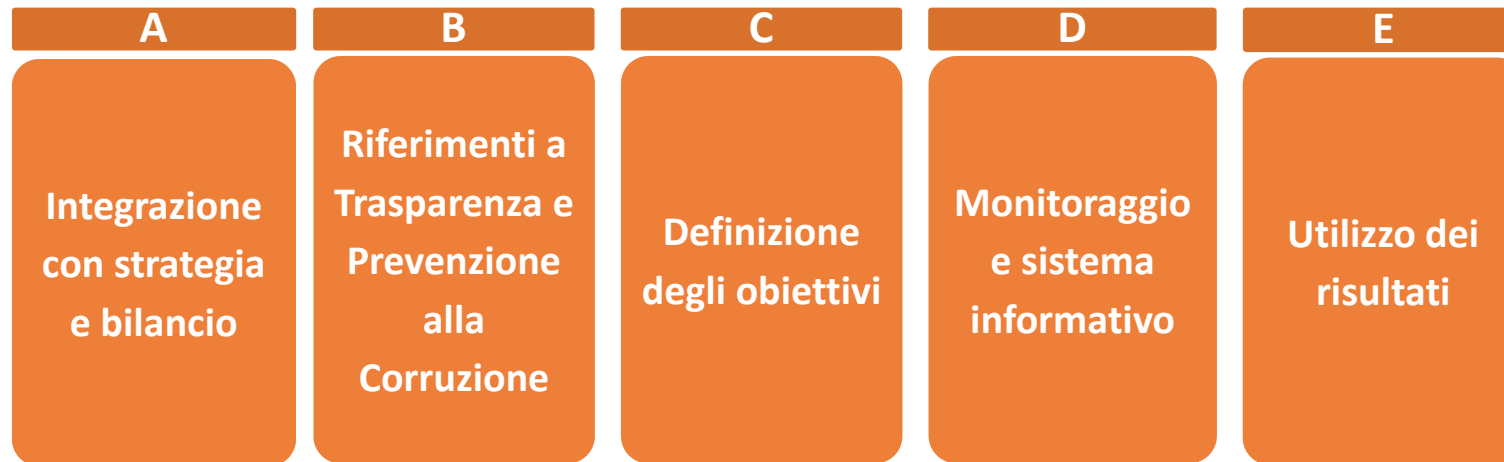 A
Integrazione
con strategia
e bilancio
B
Riferimenti a
Trasparenza e
Prevenzione
alla
Corruzione
C
Definizione
degli obiettivi
D
Monitoraggio
e sistema
informativo
E
Utilizzo dei
risultati